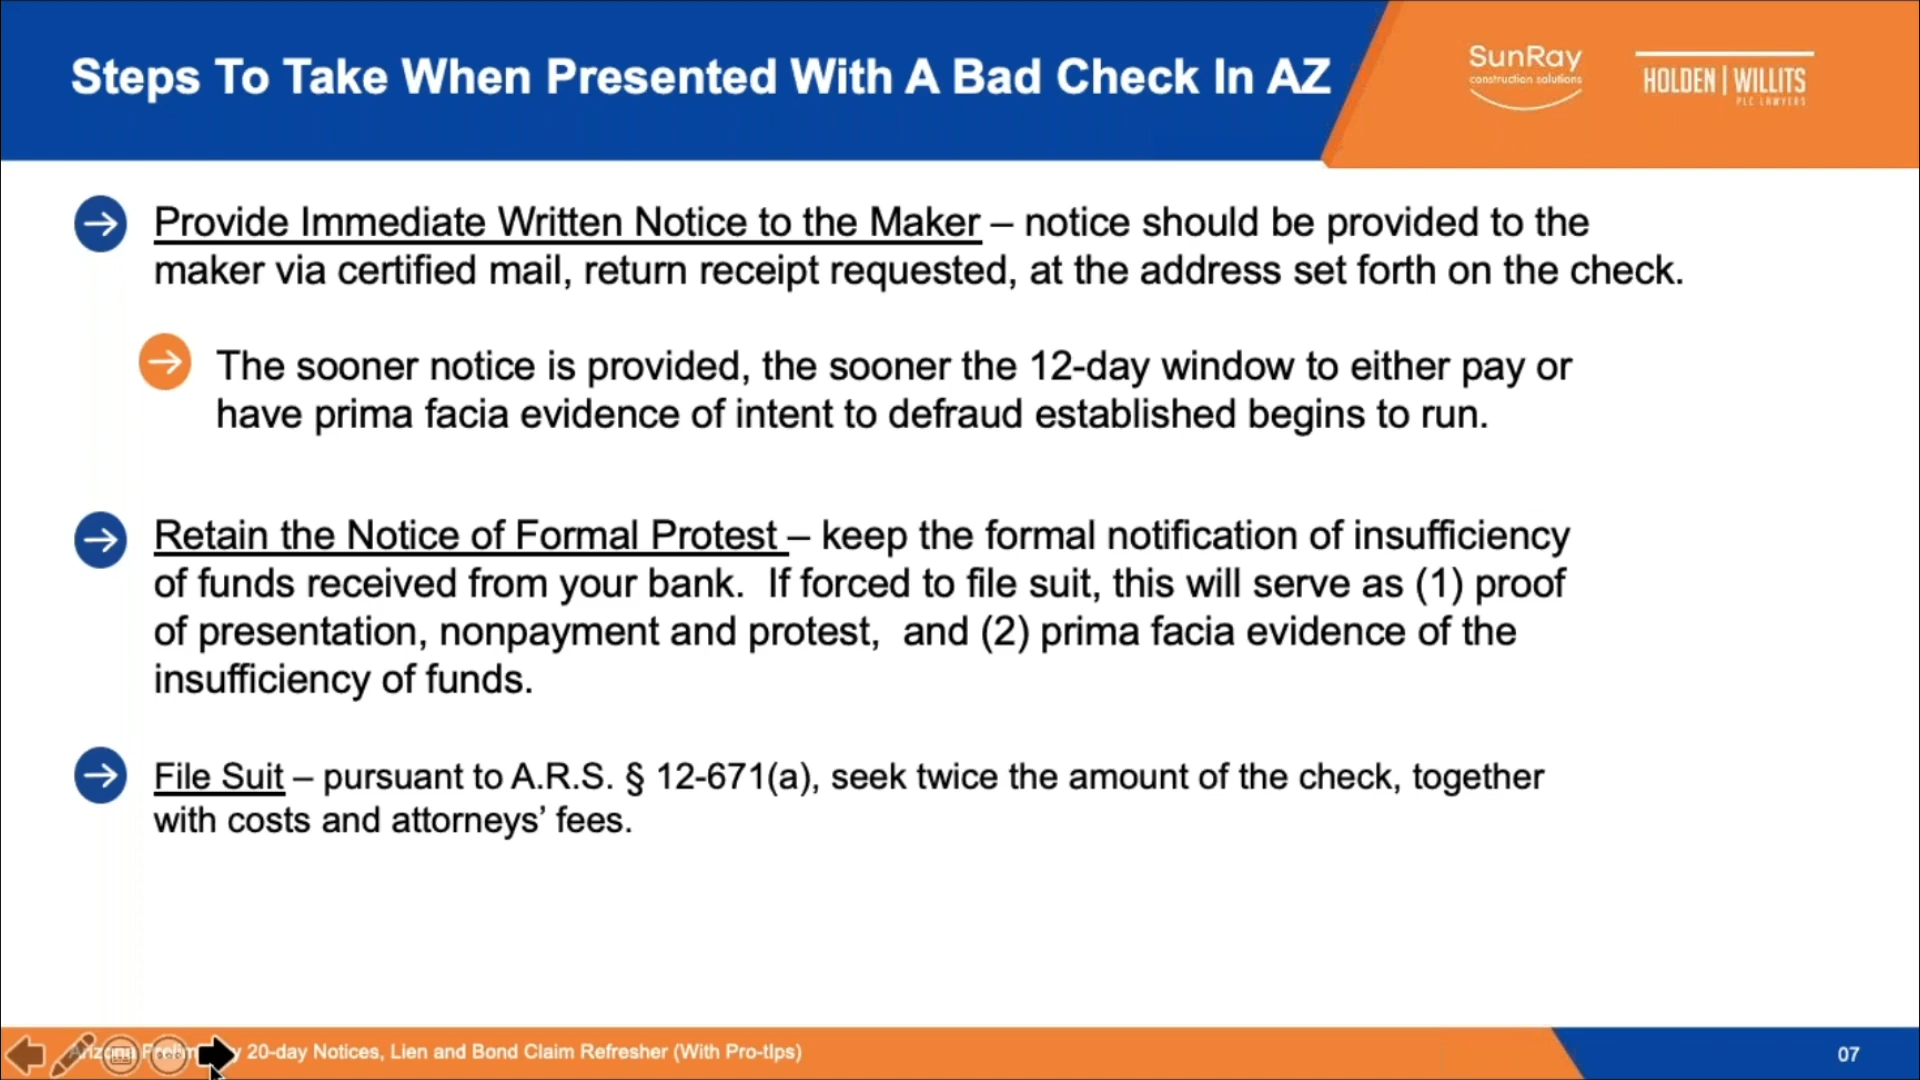 Steps To Take When Presented With A Bad Check In AZ
SunRay
construction solutions
HOLDEN | WILLITS
PLC LAWYERS
Provide Immediate Written Notice to the Maker – notice should be provided to the
maker via certified mail, return receipt requested, at the address set forth on the check.
The sooner notice is provided, the sooner the 12-day window to either pay or
have prima facia evidence of intent to defraud established begins to run.
Retain the Notice of Formal Protest – keep the formal notification of insufficiency
of funds received from your bank.  If forced to file suit, this will serve as (1) proof
of presentation, nonpayment and protest,  and (2) prima facia evidence of the
insufficiency of funds.
File Suit – pursuant to A.R.S. § 12-671(a), seek twice the amount of the check, together
with costs and attorneys’ fees.
20-day Notices, Lien and Bond Claim Refresher (With Pro-tIps)
07